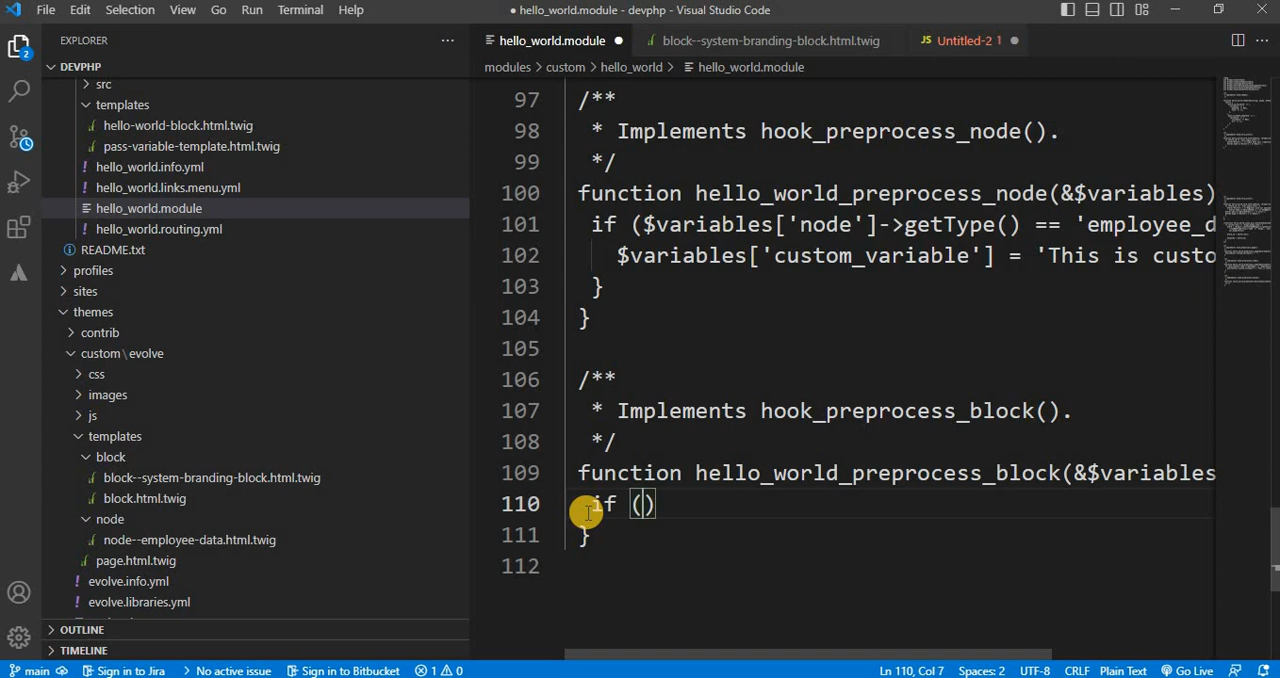 File Edit Selection View Go Run Terminal Help
● hello_world.module - devphp - Visual Studio Code
2
EXPLORER
DEVPHP
src
templates
hello-world-block.html.twig
pass-variable-template.html.twig
hello_world.info.yml
hello_world.links.menu.yml
hello_world.module
hello_world.routing.yml
README.txt
profiles
sites
themes
contrib
custom\evolve
css
images
js
templates
block
block--system-branding-block.html.twig
block.html.twig
node
node--employee-data.html.twig
page.html.twig
evolve.info.yml
evolve.libraries.yml
OUTLINE
TIMELINE
hello_world.module ● block--system-branding-block.html.twig JS Untitled-2 1 ●
modules > custom > hello_world > hello_world.module
97 /**
98 * Implements hook_preprocess_node().
99 */
100 function hello_world_preprocess_node(&$variables)
101 if ($variables['node']->getType() == 'employee_d
102 $variables['custom_variable'] = 'This is custo
103 }
104 }
105
106 /**
107 * Implements hook_preprocess_block().
108 */
109 function hello_world_preprocess_block(&$variables
110 if ()
111 }
112
main Sign in to Jira No active issue Sign in to Bitbucket 1 0 Ln 110, Col 7 Spaces: 2 UTF-8 CRLF Plain Text Go Live